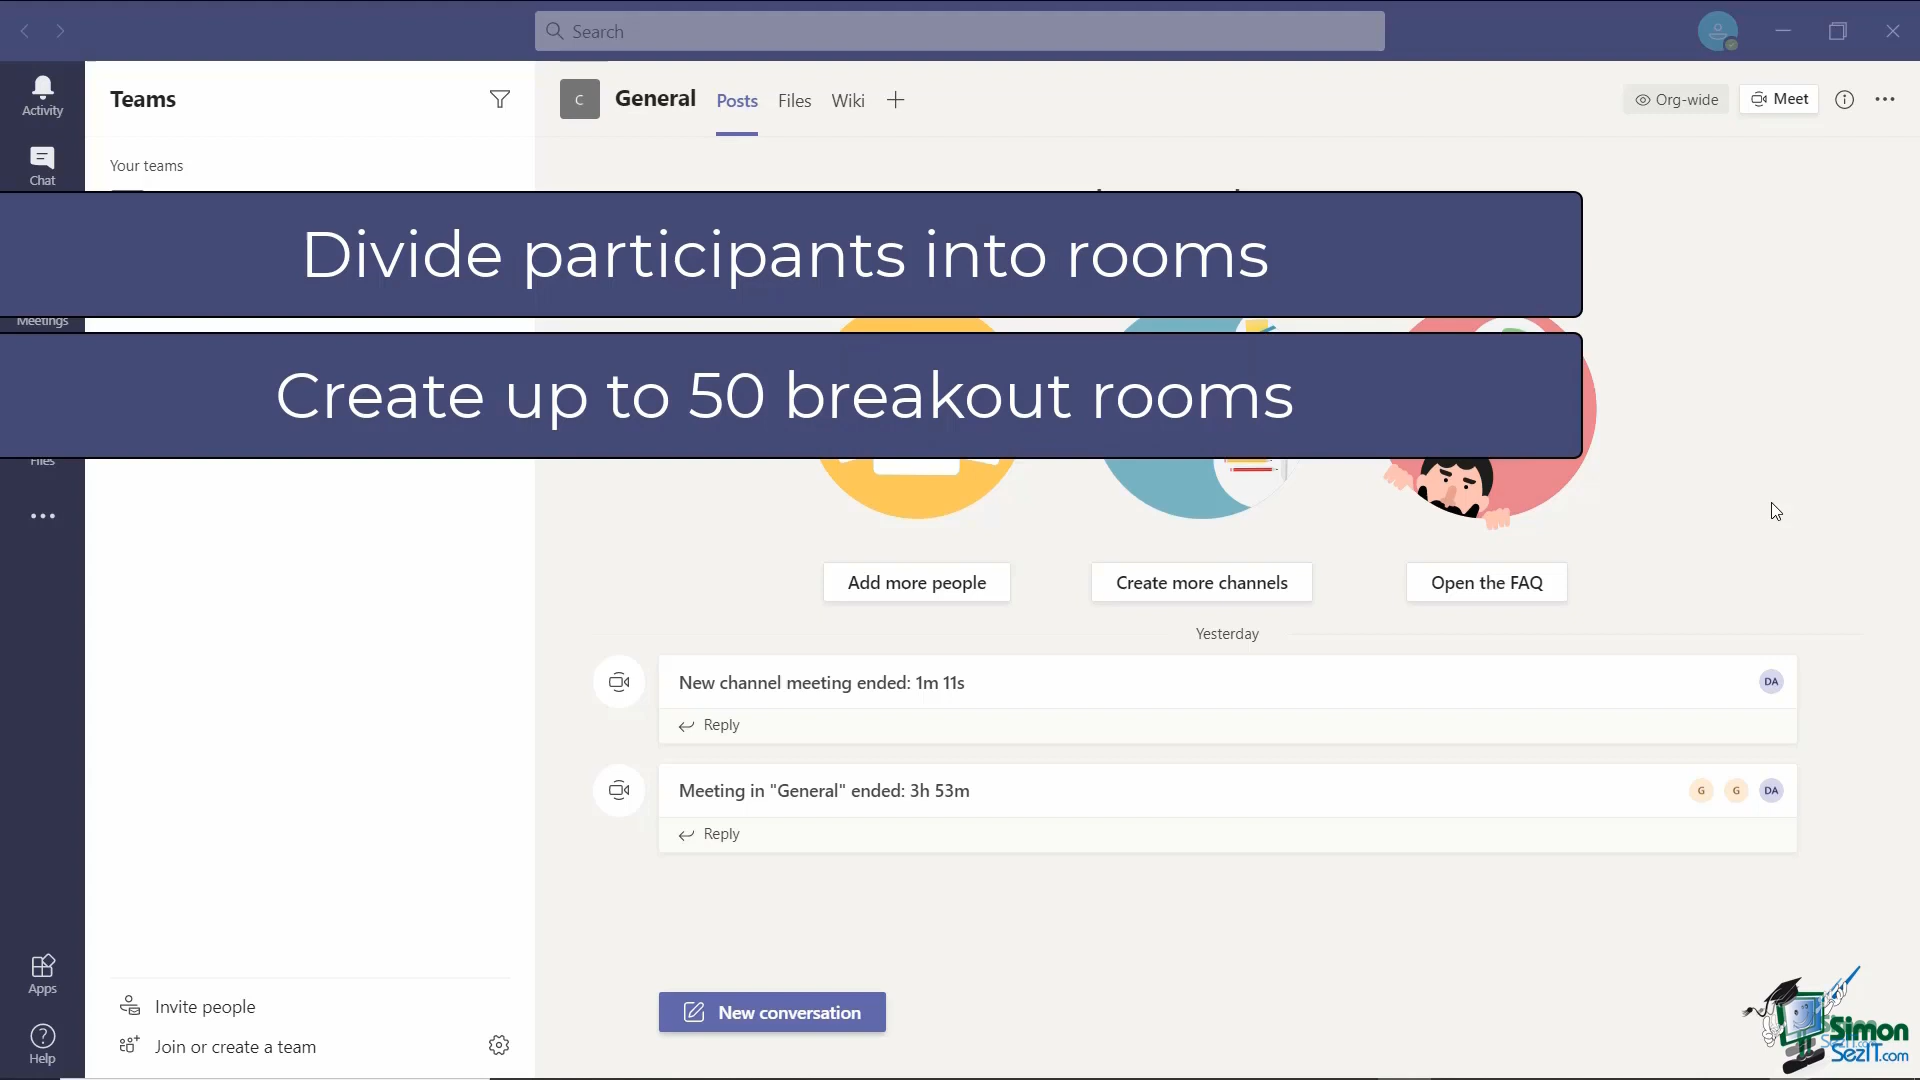 Search
Activity
Teams
C
General
Posts
Files
Wiki
Org-wide
Meet
Chat
Your teams
Divide participants into rooms
Meetings
Create up to 50 breakout rooms
Files
Add more people
Create more channels
Open the FAQ
Yesterday
New channel meeting ended: 1m 11s
DA
Reply
Meeting in "General" ended: 3h 53m
G
G
DA
Reply
Apps
Invite people
New conversation
Help
Join or create a team
Simon
SezIT.com